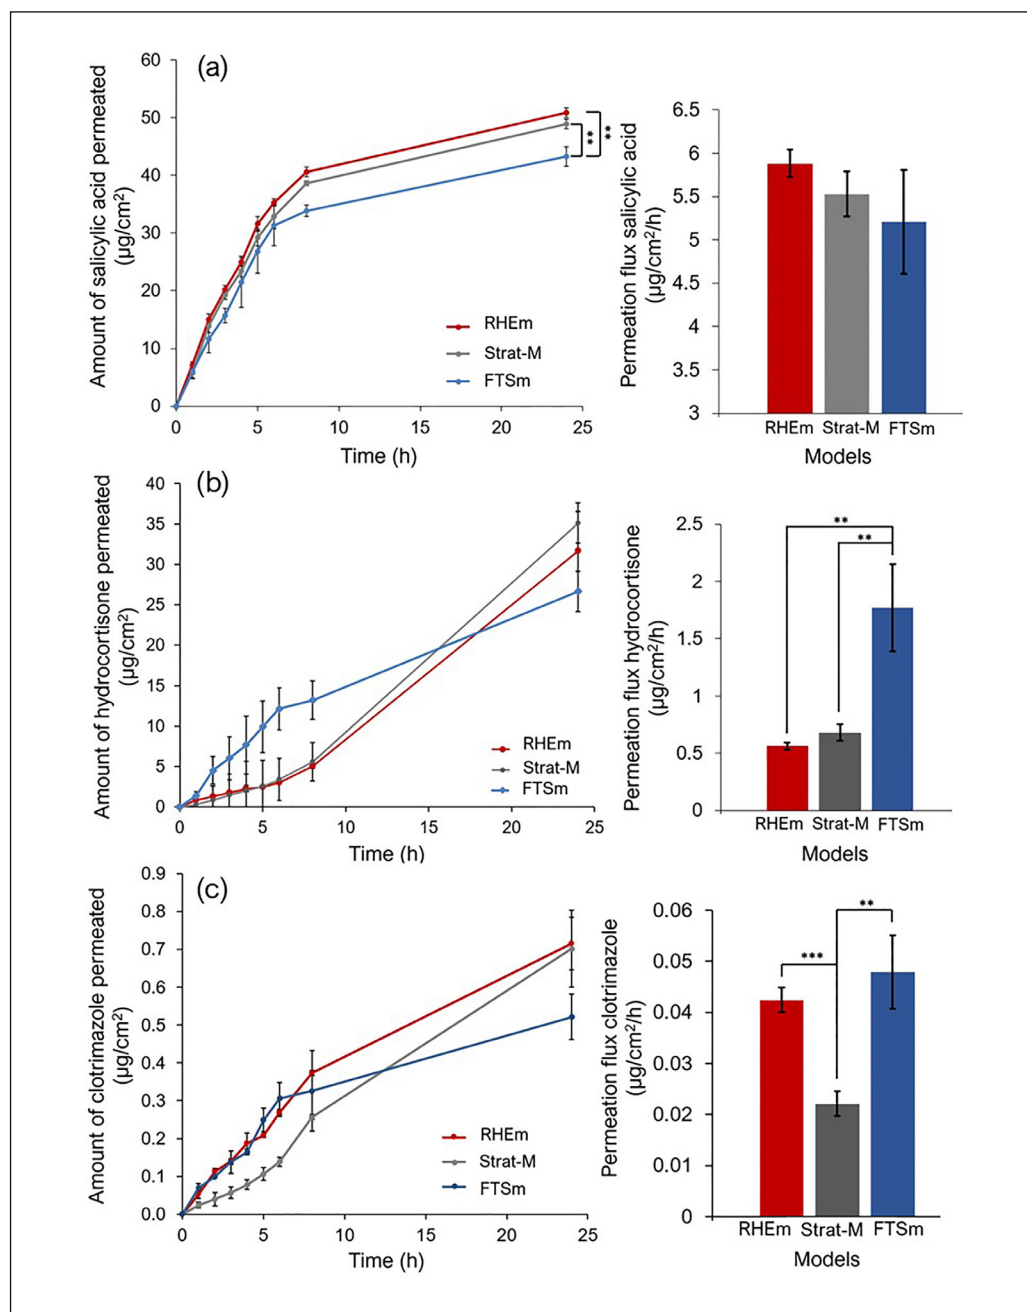 (a)
Amount of salicylic acid permeated
(µg/cm2)
60
50
40
30
20
10
0
**
**
RHEm
Strat-M
FTSm
0 5 10 15 20 25
Time (h)
Permeation flux salicylic acid
(µg/cm2/h)
6.5
6
5.5
5
4.5
4
3.5
3
RHEm Strat-M FTSm
Models
(b)
Amount of hydrocortisone permeated
(µg/cm2)
40
35
30
25
20
15
10
5
0
RHEm
Strat-M
FTSm
0 5 10 15 20 25
Time (h)
Permeation flux hydrocortisone
(µg/cm2/h)
2.5
2
1.5
1
0.5
0
**
**
RHEm Strat-M FTSm
Models
(c)
Amount of clotrimazole permeated
(µg/cm2)
0.9
0.8
0.7
0.6
0.5
0.4
0.3
0.2
0.1
0.0
RHEm
Strat-M
FTSm
0 5 10 15 20 25
Time (h)
Permeation flux clotrimazole
(µg/cm2/h)
0.06
0.05
0.04
0.03
0.02
0.01
0
**
***
RHEm Strat-M FTSm
Models